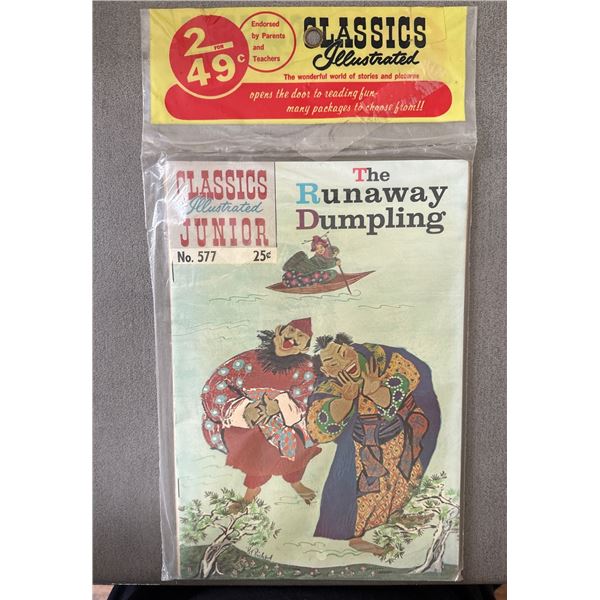 2 FOR
49¢
Endorsed
by Parents
and
Teachers
CLASSICS
Illustrated
The wonderful world of stories and pictures
opens the door to reading fun-
many packages to choose from!!
CLASSICS
Illustrated
JUNIOR
No. 577 25¢
The
Runaway
Dumpling